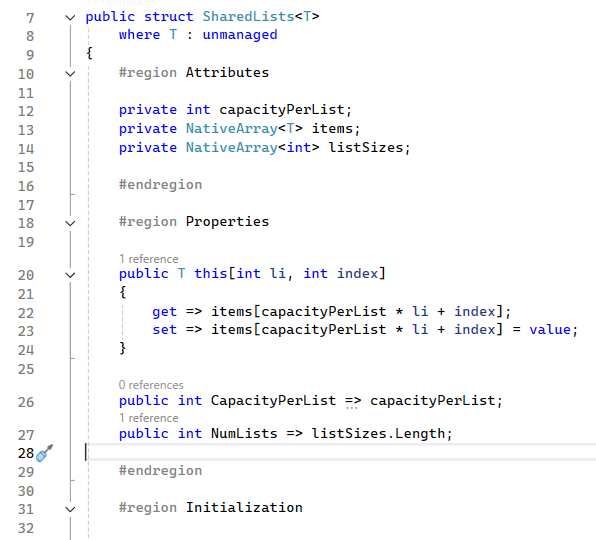 7 public struct SharedLists<T>
8 where T : unmanaged
9 {
10 #region Attributes
11
12 private int capacityPerList;
13 private NativeArray<T> items;
14 private NativeArray<int> listSizes;
15
16 #endregion
17
18 #region Properties
19
1 reference
20 public T this[int li, int index]
21 {
22 get => items[capacityPerList * li + index];
23 set => items[capacityPerList * li + index] = value;
24 }
25
0 references
26 public int CapacityPerList => capacityPerList;
1 reference
27 public int NumLists => listSizes.Length;
28
29 #endregion
30
31 #region Initialization
32